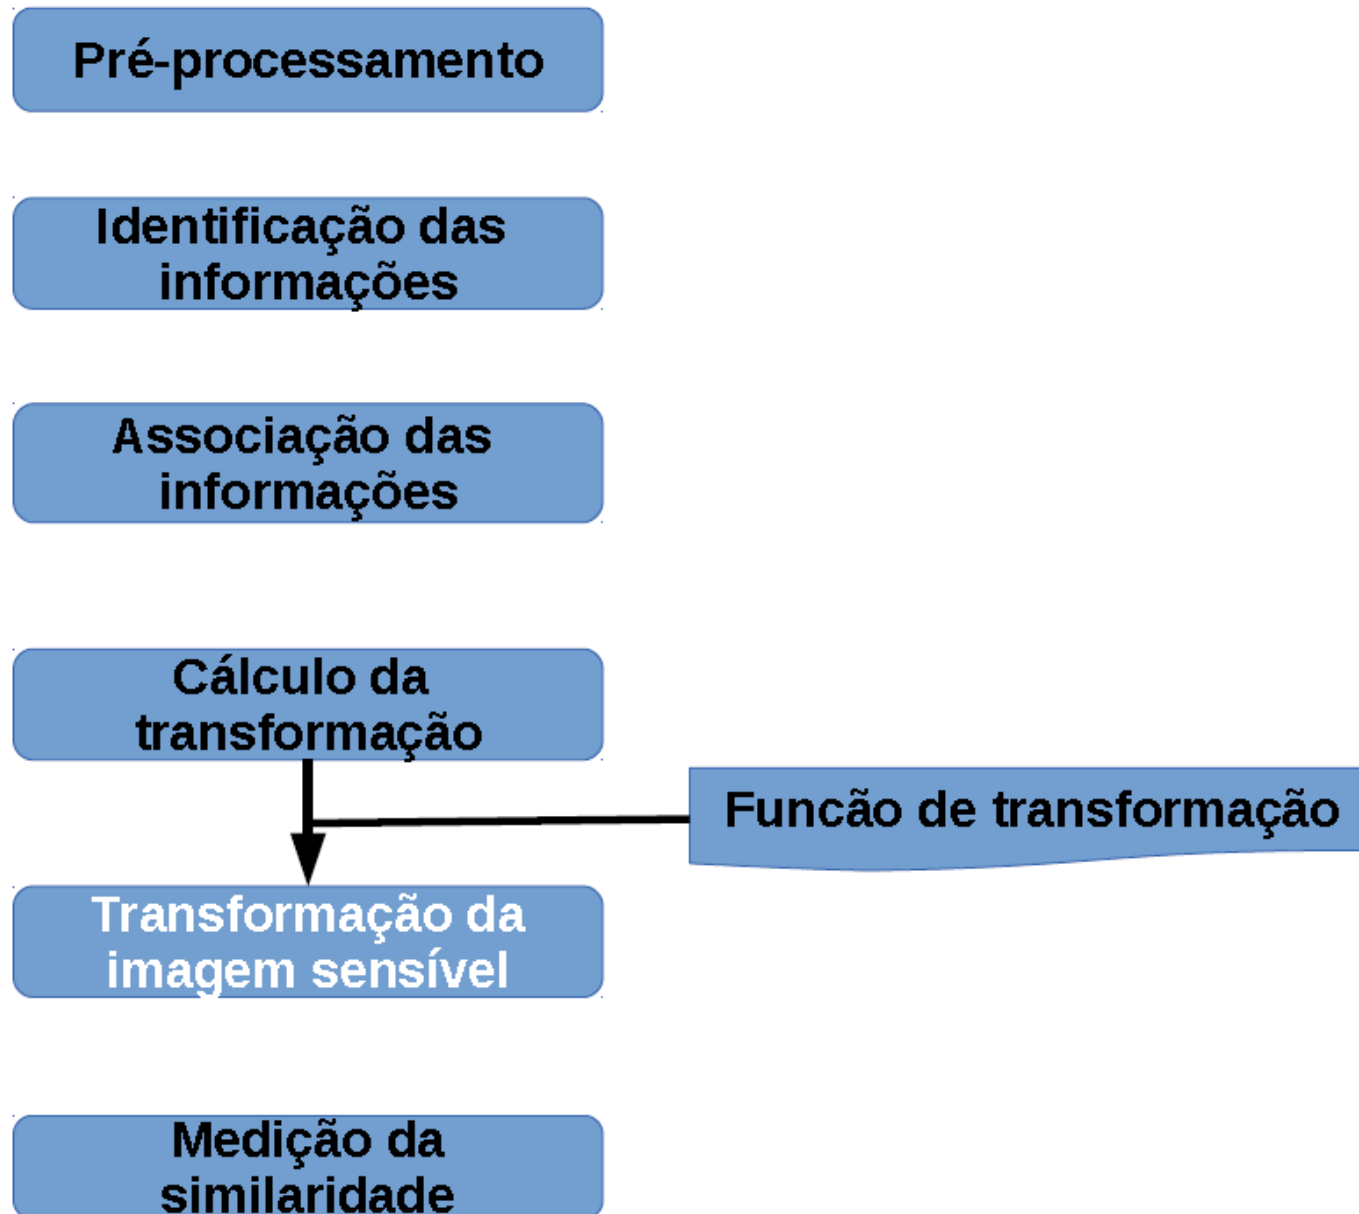 Pré-processamento
Identificação das
informações
Associação das
informações
Cálculo da
transformação
Funcão de transformação
Transformação da
imagem sensível
Medição da
similaridade